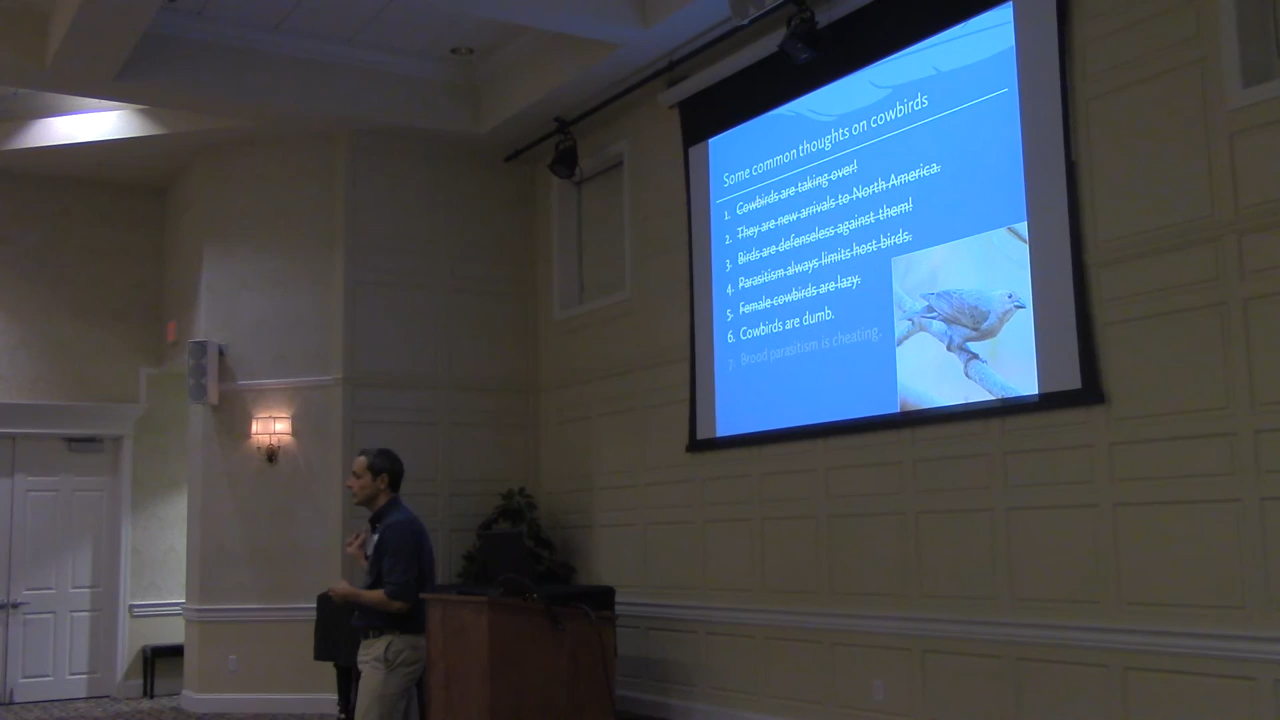 Some common thoughts on cowbirds
1. Cowbirds are taking over!
2. They are new arrivals to North America.
3. Birds are defenseless against them!
4. Parasitism always limits host birds.
5. Female cowbirds are lazy.
6. Cowbirds are dumb.
7. Brood parasitism is cheating.